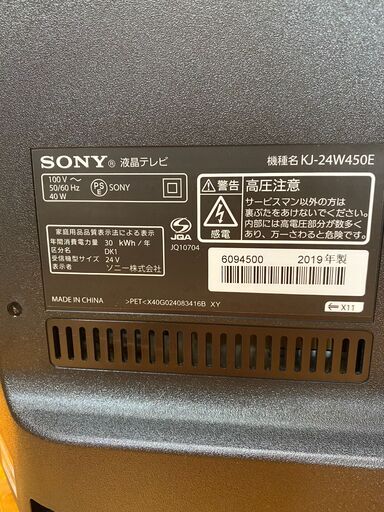 SONY® 液晶テレビ 機種名 KJ-24W450E
100 V～
50/60 Hz
40 W
PS
E
SONY
警告 高圧注意
サービスマン以外の方は
裏ぶたをあけないでください。
内部には高電圧部分が数多く
あり、万一さわると危険です。
感電
家庭用品品質表示法による表示
年間消費電力量 30 kWh/年
区分名 DK1
受信機型サイズ 24 V
表示者 ソニー株式会社
JQA
JQ10704
6094500 2019年製
MADE IN CHINA
>PET< X40G024083416B XY
X11